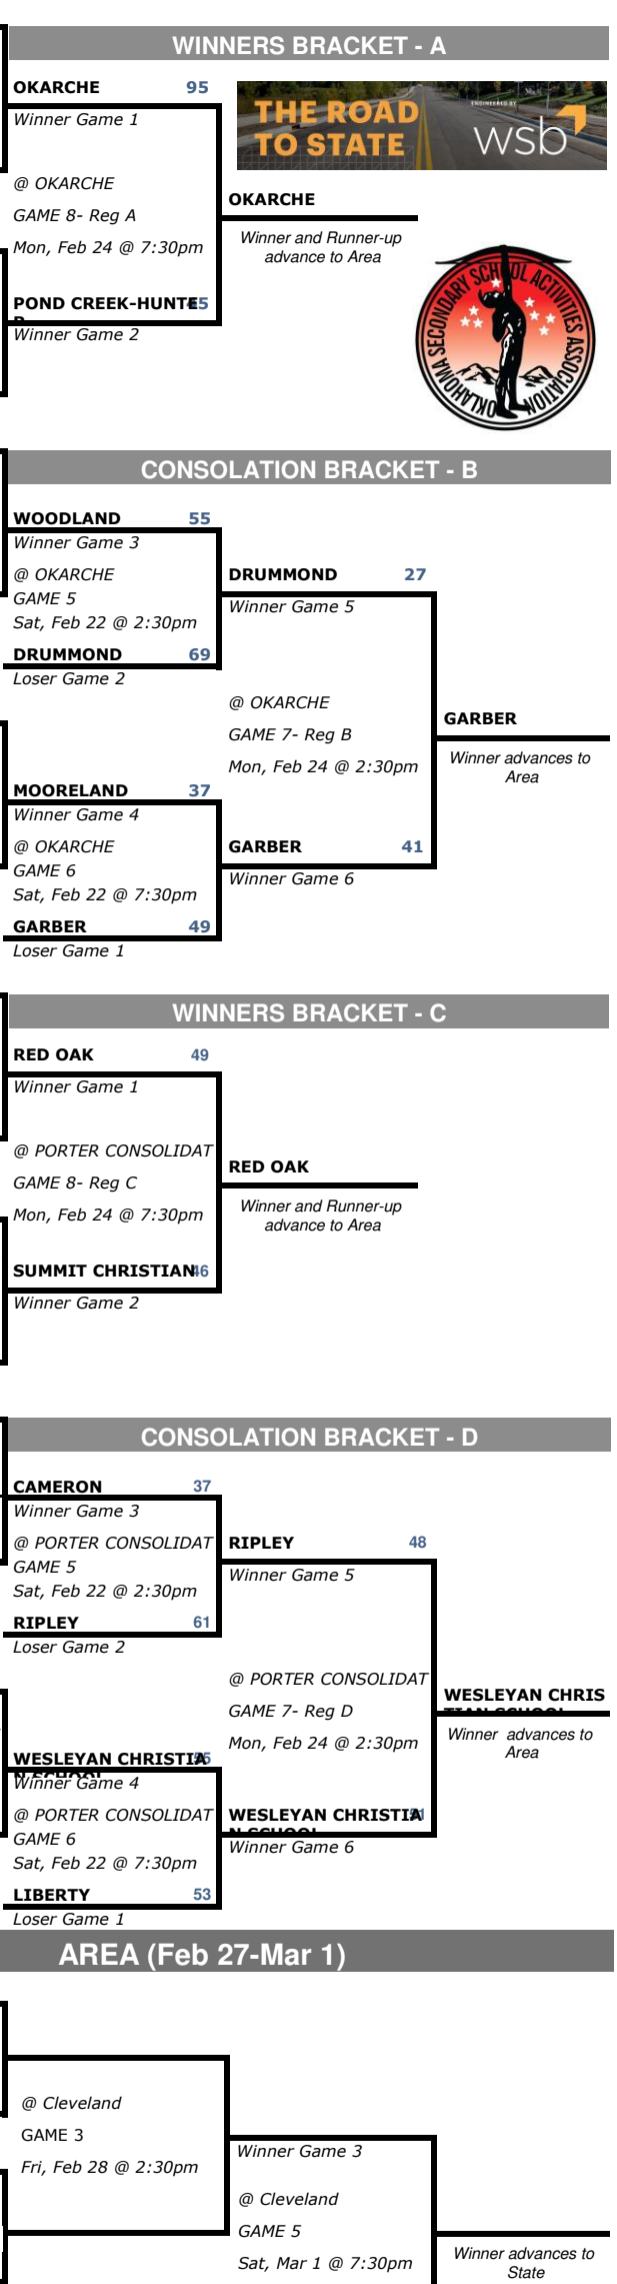 WINNERS BRACKET - A
OKARCHE 95
Winner Game 1
THE ROAD
TO STATE
ENGINEERED BY
wsb
@ OKARCHE
GAME 8- Reg A
Mon, Feb 24 @ 7:30pm
OKARCHE
Winner and Runner-up
advance to Area
POND CREEK-HUNTE
Winner Game 2
OKLAHOMA SECONDARY SCHOOL ACTIVITIES ASSOCIATION
CONSOLATION BRACKET - B
WOODLAND 55
Winner Game 3
@ OKARCHE
GAME 5
Sat, Feb 22 @ 2:30pm
DRUMMOND 69
Loser Game 2
DRUMMOND 27
Winner Game 5
@ OKARCHE
GAME 7- Reg B
Mon, Feb 24 @ 2:30pm
GARBER
Winner advances to
Area
MOORELAND 37
Winner Game 4
@ OKARCHE
GAME 6
Sat, Feb 22 @ 7:30pm
GARBER 49
Loser Game 1
GARBER 41
Winner Game 6
WINNERS BRACKET - C
RED OAK 49
Winner Game 1
@ PORTER CONSOLIDAT
GAME 8- Reg C
Mon, Feb 24 @ 7:30pm
RED OAK
Winner and Runner-up
advance to Area
SUMMIT CHRISTIAN 46
Winner Game 2
CONSOLATION BRACKET - D
CAMERON 37
Winner Game 3
@ PORTER CONSOLIDAT
GAME 5
Sat, Feb 22 @ 2:30pm
RIPLEY 61
Loser Game 2
RIPLEY 48
Winner Game 5
@ PORTER CONSOLIDAT
GAME 7- Reg D
Mon, Feb 24 @ 2:30pm
WESLEYAN CHRIS
TIAN SCHOOL
Winner advances to
Area
WESLEYAN CHRISTIA
N SCHOOL
Winner Game 4
@ PORTER CONSOLIDAT
GAME 6
Sat, Feb 22 @ 7:30pm
LIBERTY 53
Loser Game 1
WESLEYAN CHRISTIA
N SCHOOL
Winner Game 6
AREA (Feb 27-Mar 1)
@ Cleveland
GAME 3
Fri, Feb 28 @ 2:30pm
Winner Game 3
@ Cleveland
GAME 5
Sat, Mar 1 @ 7:30pm
Winner advances to
State